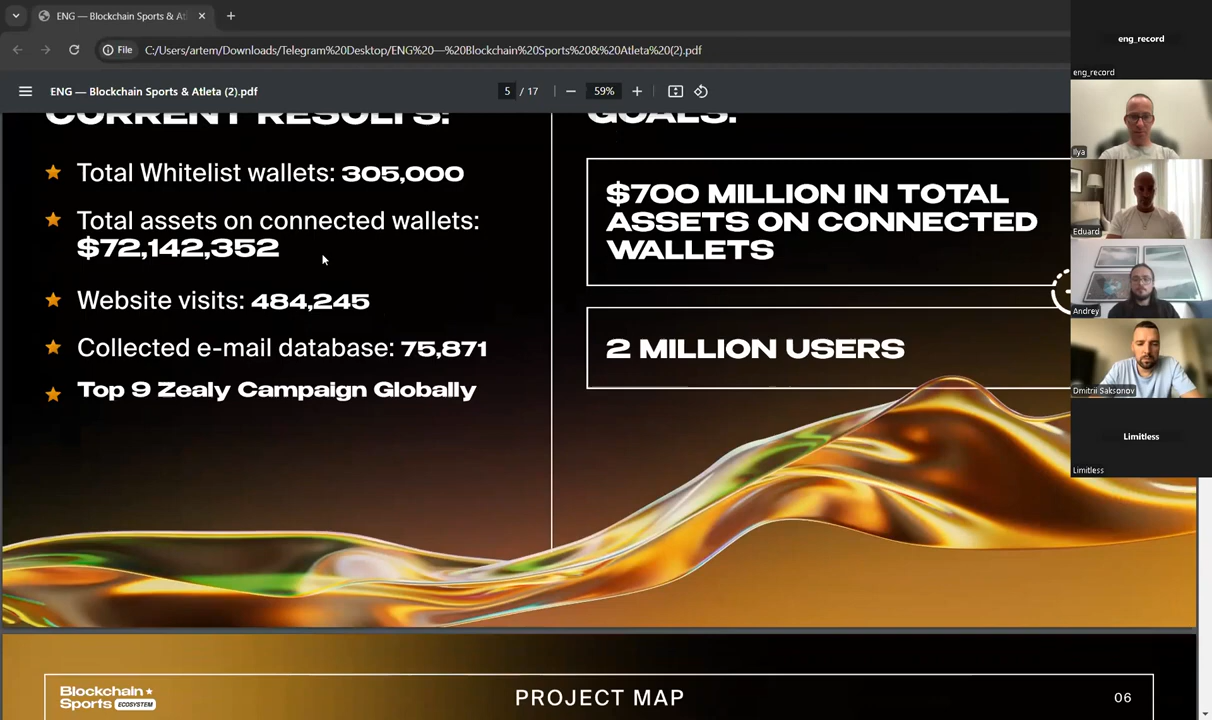 ENG — Blockchain Sports & Atl
eng_record
File
C:/Users/artem/Downloads/Telegram%20Desktop/ENG%20—%20Blockchain%20Sports%20&%20Atleta%20(2).pdf
eng_record
ENG — Blockchain Sports & Atleta (2).pdf
5 / 17
59%
CURRENT RESULTS:
GOALS:
Total Whitelist wallets: 305,000
Total assets on connected wallets:
$72,142,352
Website visits: 484,245
Collected e-mail database: 75,871
Top 9 Zealy Campaign Globally
$700 MILLION IN TOTAL
ASSETS ON CONNECTED
WALLETS
2 MILLION USERS
Ilya
Eduard
Andrey
Dmitrii Saksonov
Limitless
Limitless
Blockchain
Sports ECOSYSTEM
PROJECT MAP
06